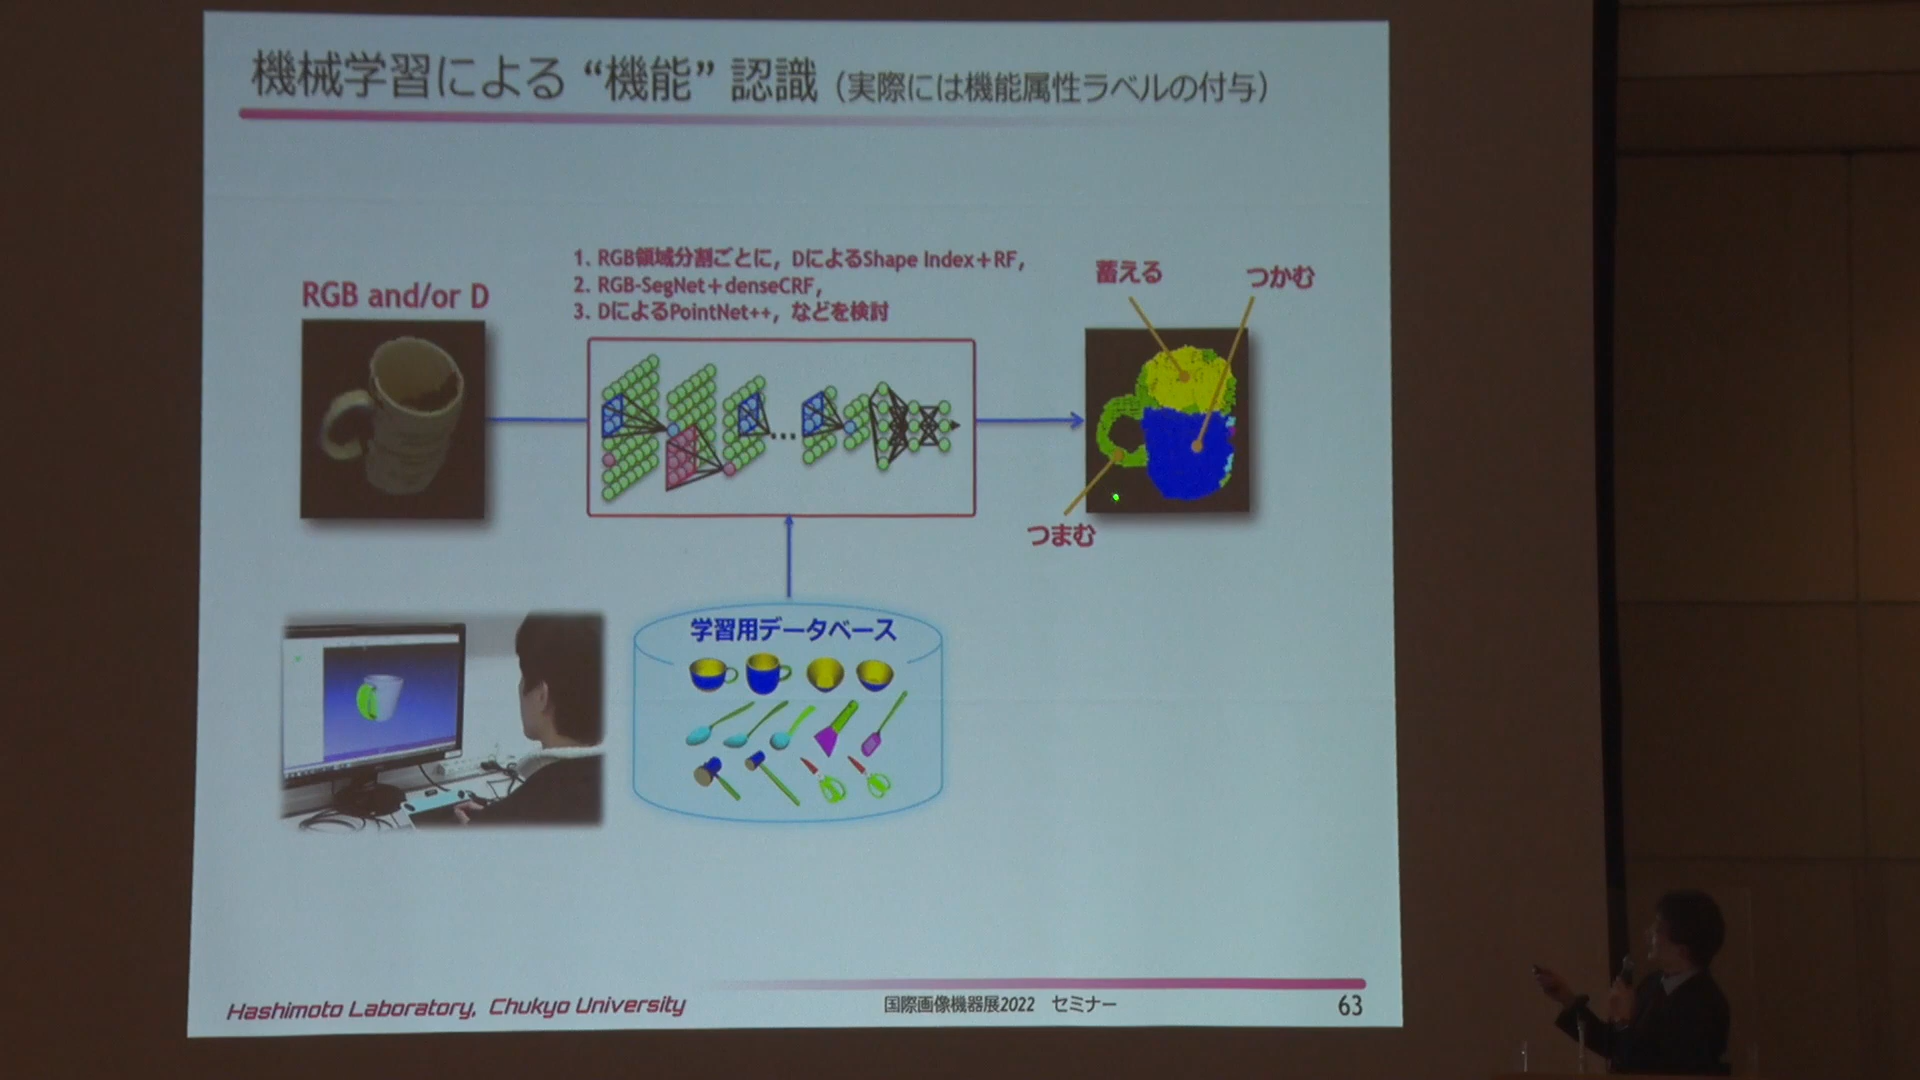 機械学習による “機能” 認識（実際には機能属性ラベルの付与）
RGB and/or D
1. RGB領域分割ごとに，DによるShape Index＋RF，
2. RGB-SegNet＋denseCRF，
3. DによるPointNet++，などを検討
蓄える
つかむ
...
つまむ
学習用データベース
Hashimoto Laboratory, Chukyo University
国際画像機器展2022　セミナー
63